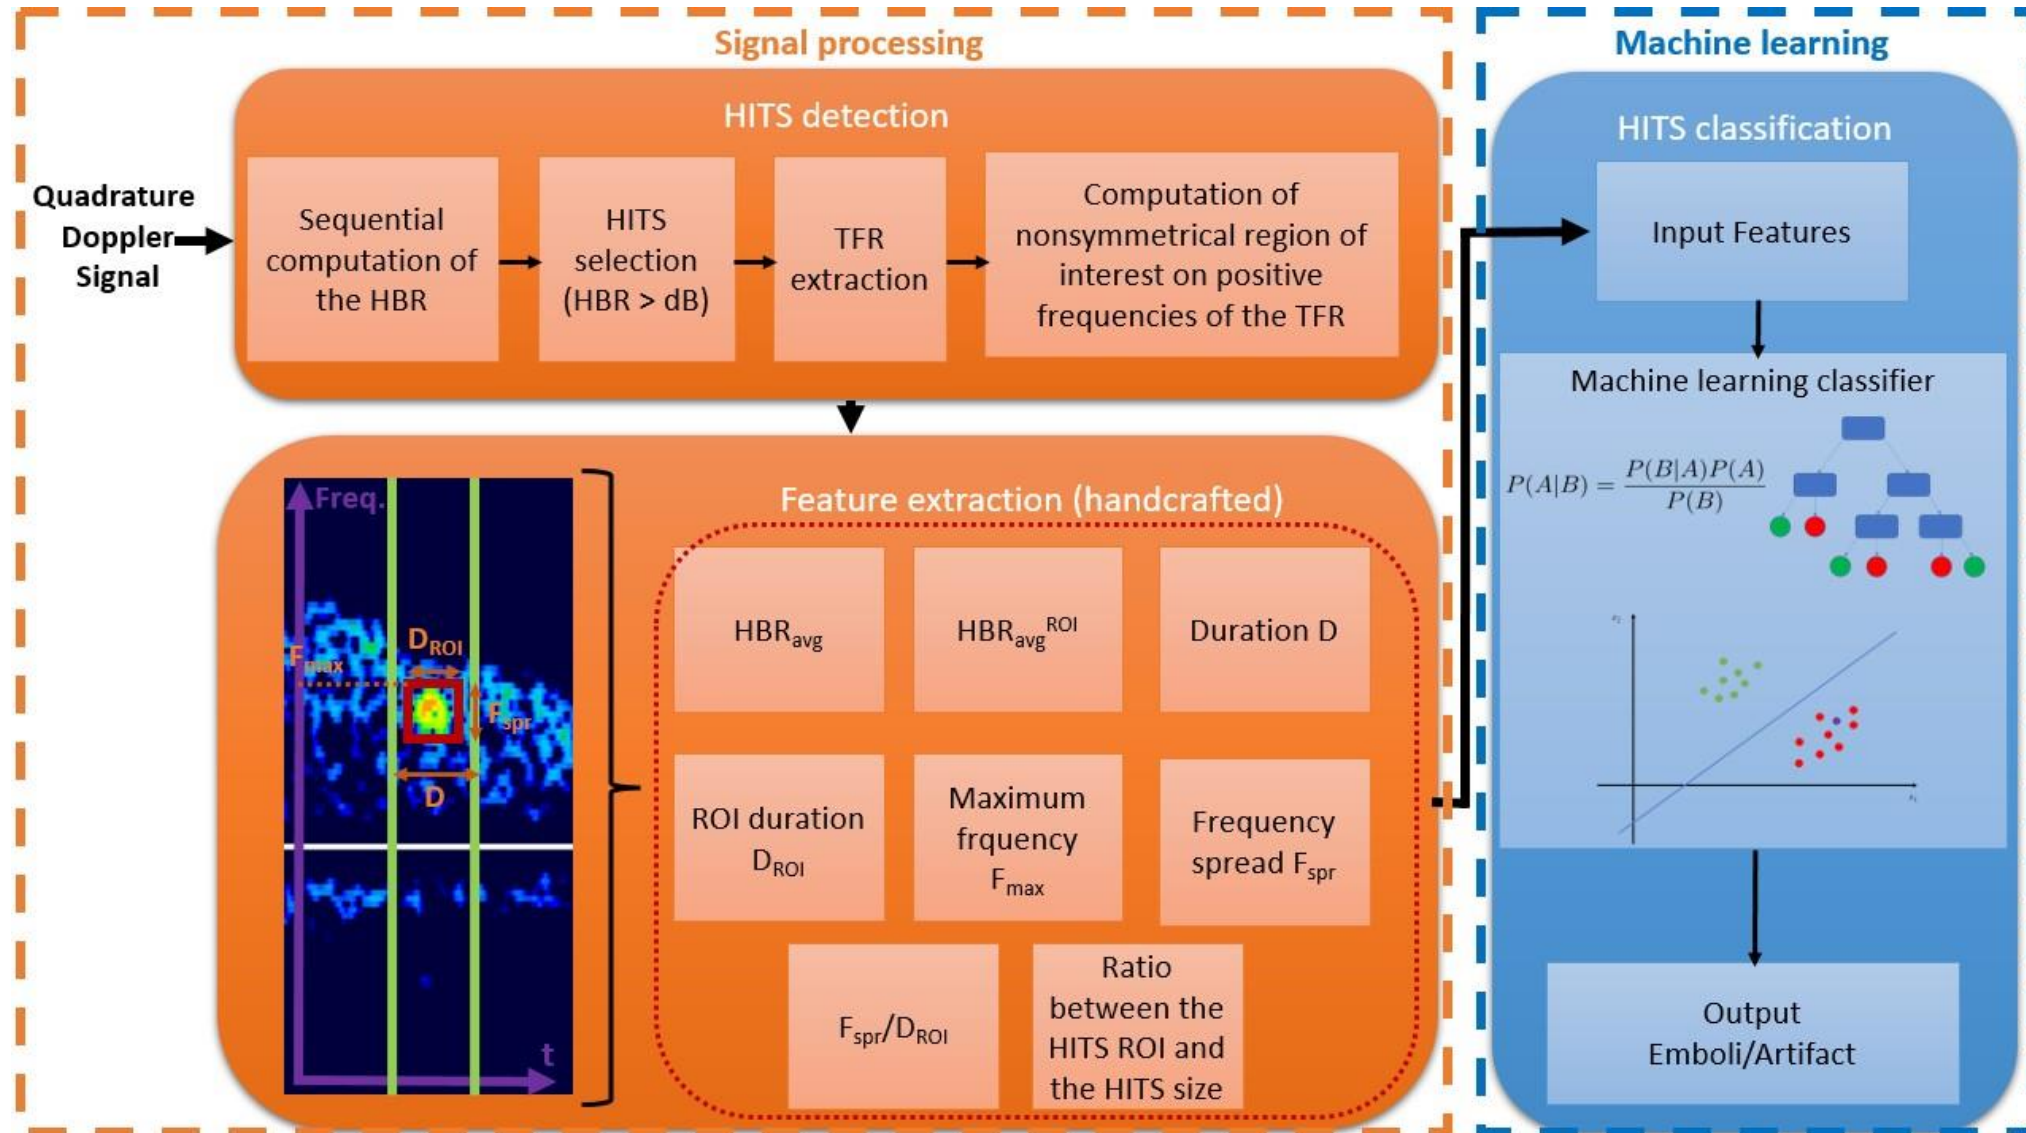 Signal processing
Machine learning
HITS detection
Quadrature
Doppler
Signal
Sequential
computation of
the HBR
HITS
selection
(HBR > dB)
TFR
extraction
Computation of
nonsymmetrical region of
interest on positive
frequencies of the TFR
Freq.
F_max
D_ROI
F_spr
D
t
Feature extraction (handcrafted)
HBR_avg
HBR_avg^ROI
Duration D
ROI duration
D_ROI
Maximum
frquency
F_max
Frequency
spread F_spr
F_spr/D_ROI
Ratio
between the
HITS ROI and
the HITS size
HITS classification
Input Features
Machine learning classifier
P(A|B) = P(B|A)P(A) / P(B)
Output
Emboli/Artifact